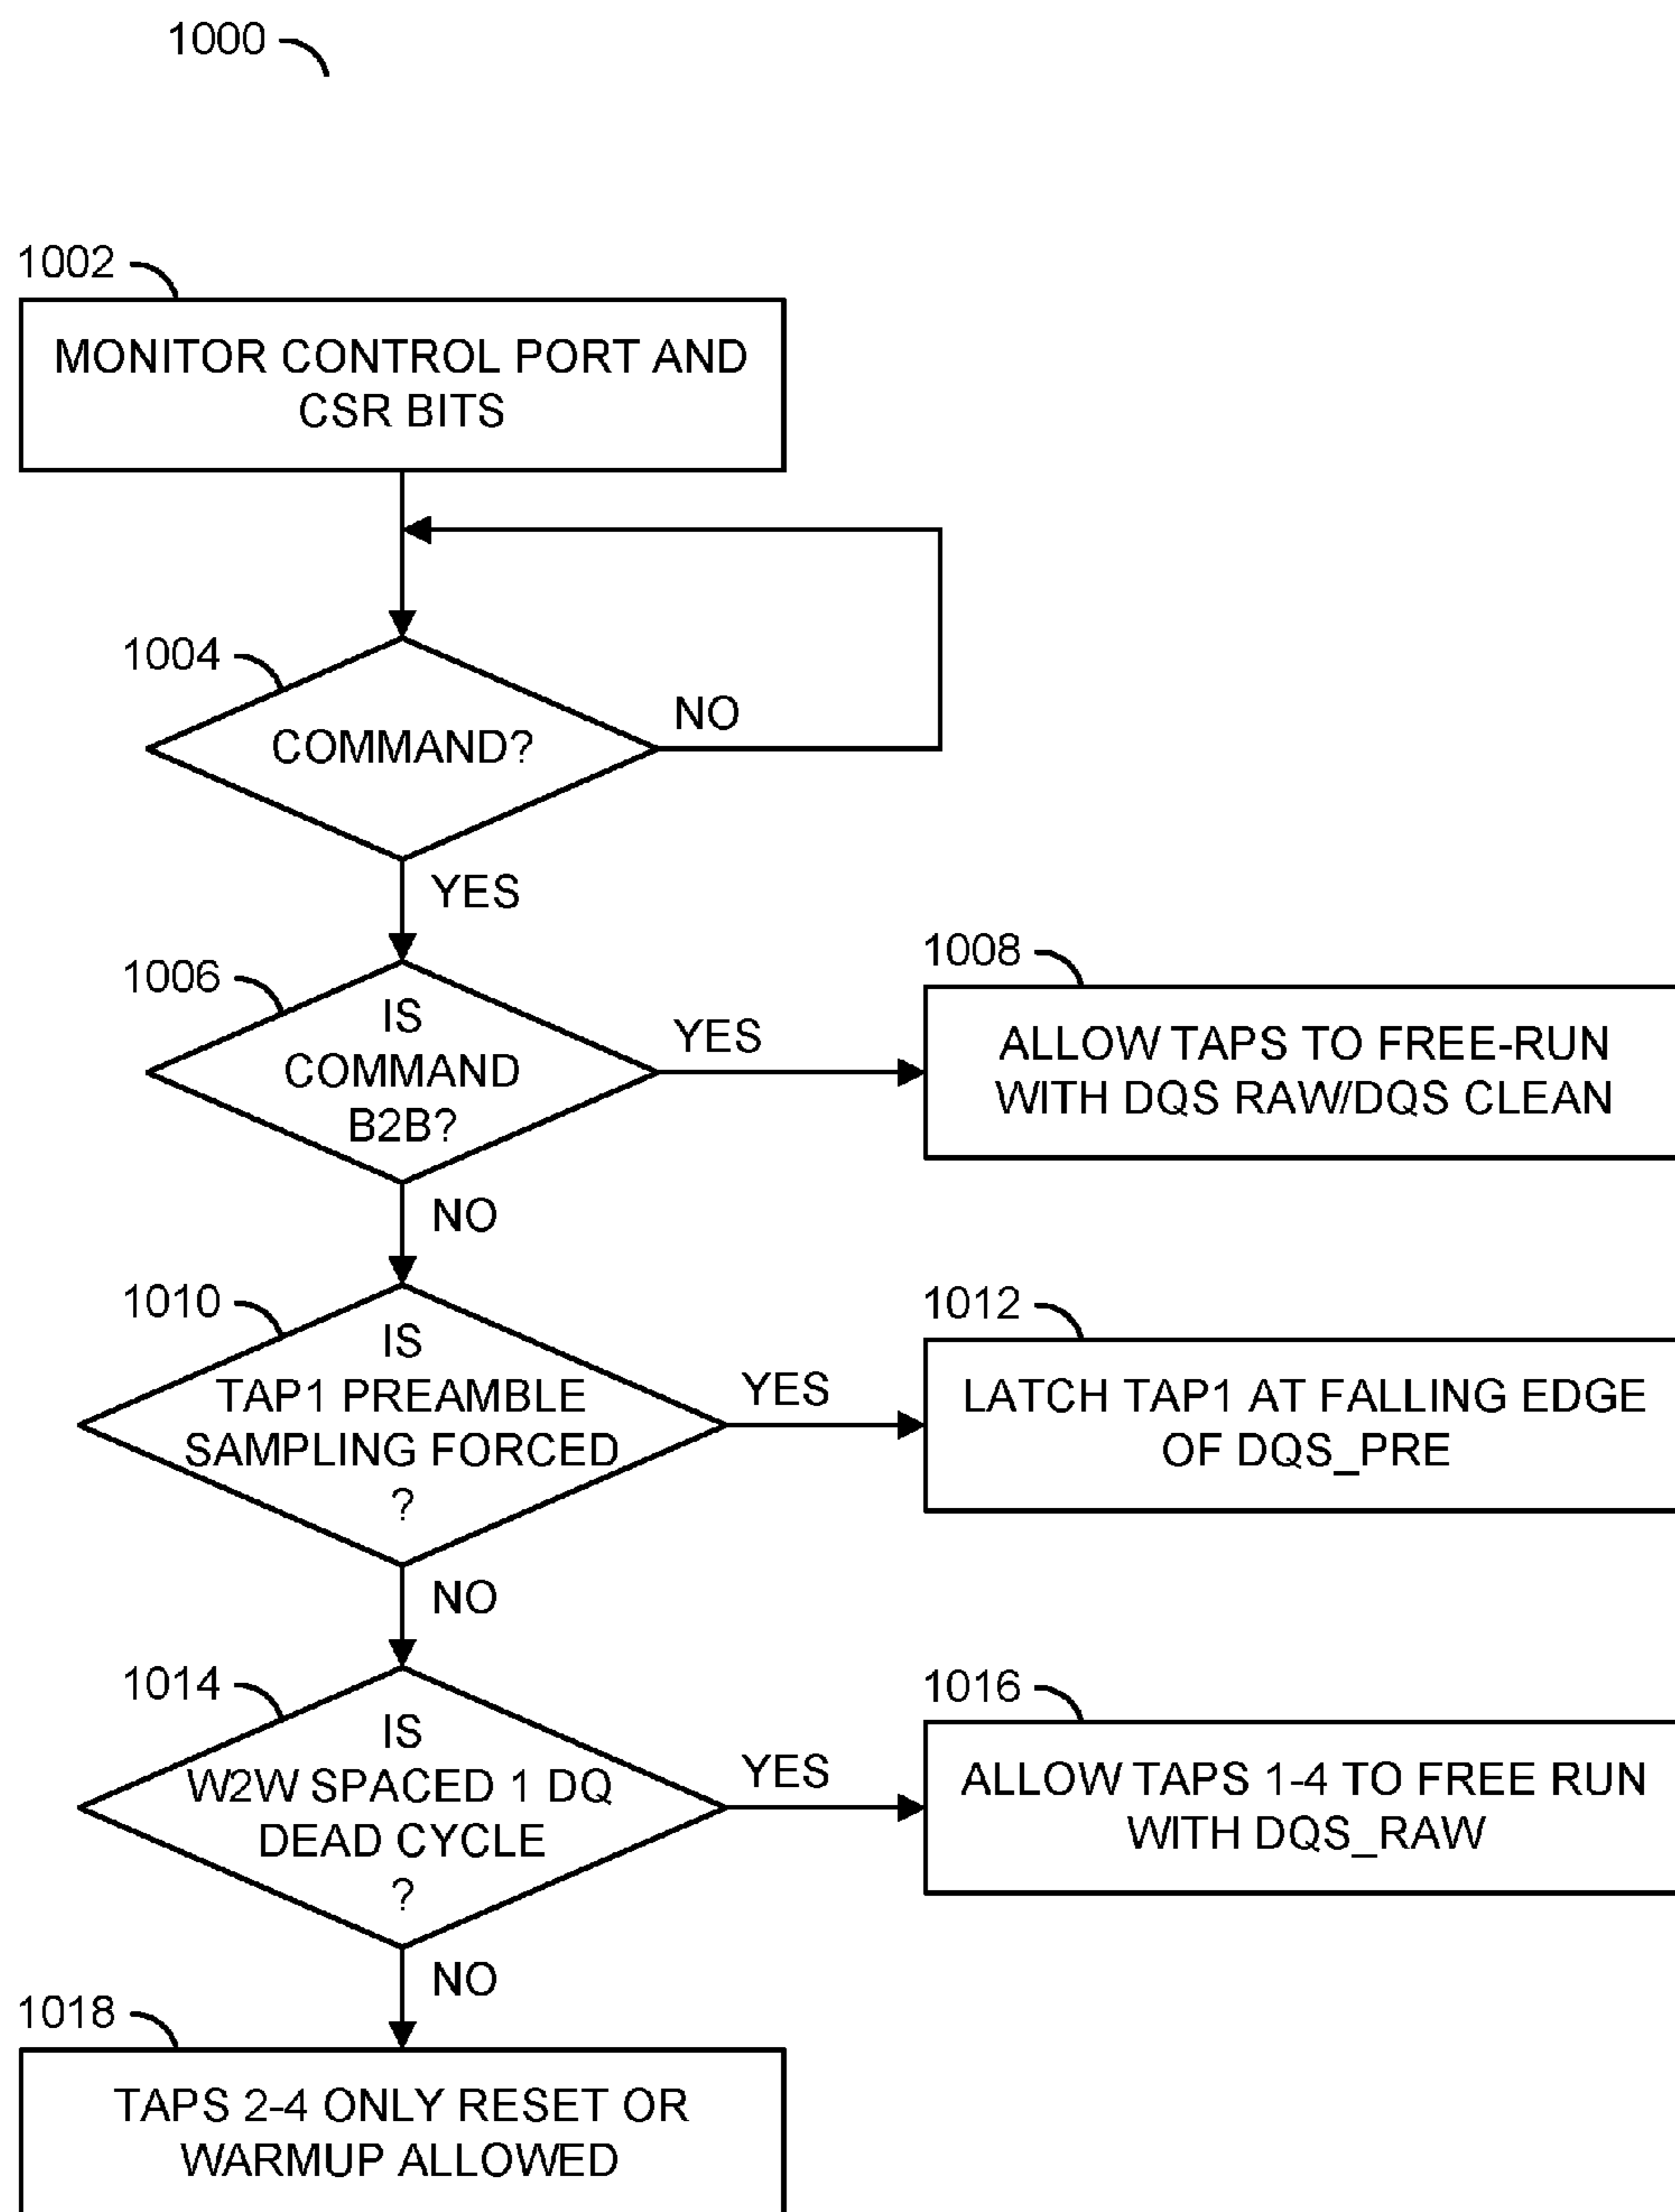 1000
1002
MONITOR CONTROL PORT AND
CSR BITS
1004
COMMAND?
NO
YES
1006
IS
COMMAND
B2B?
YES
1008
ALLOW TAPS TO FREE-RUN
WITH DQS RAW/DQS CLEAN
NO
1010
IS
TAP1 PREAMBLE
SAMPLING FORCED
?
YES
1012
LATCH TAP1 AT FALLING EDGE
OF DQS_PRE
NO
1014
IS
W2W SPACED 1 DQ
DEAD CYCLE
?
YES
1016
ALLOW TAPS 1-4 TO FREE RUN
WITH DQS_RAW
NO
1018
TAPS 2-4 ONLY RESET OR
WARMUP ALLOWED